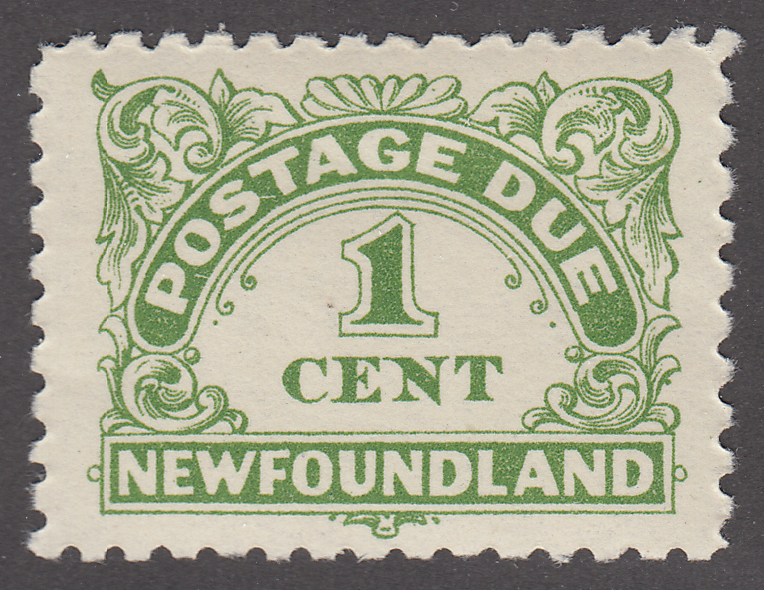 POSTAGE DUE
1
CENT
NEWFOUNDLAND